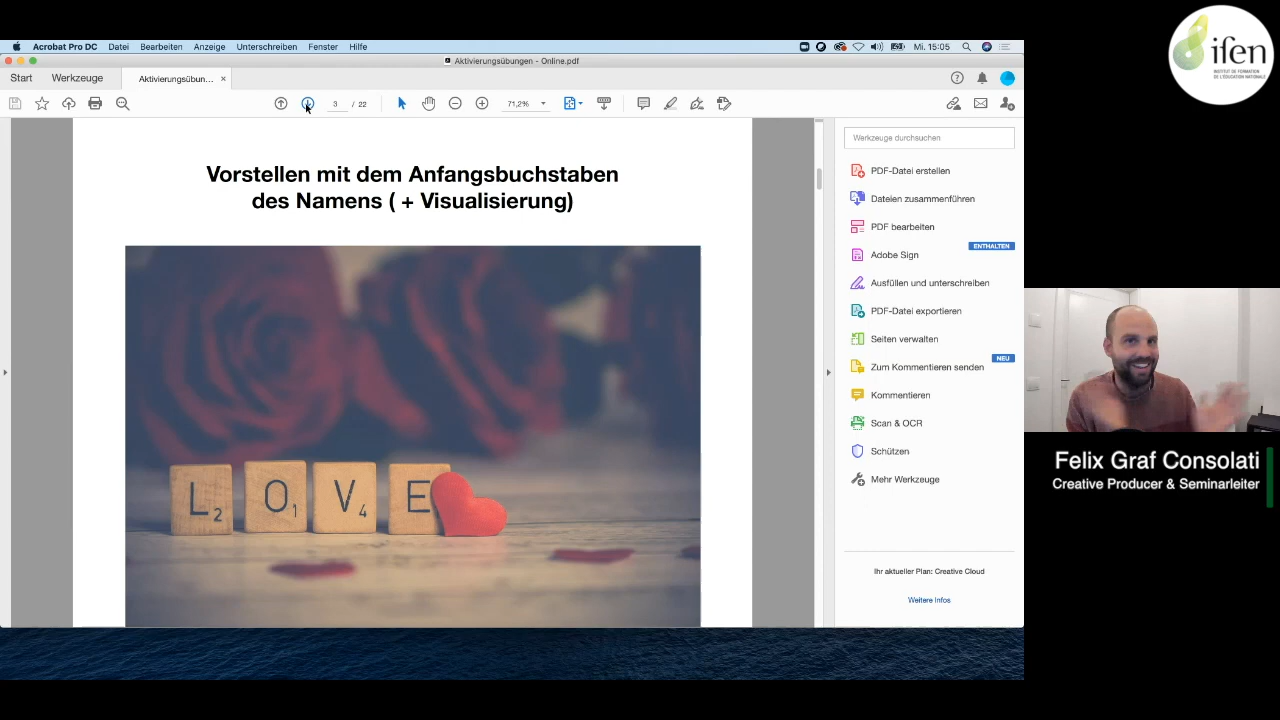 Acrobat Pro DC Datei Bearbeiten Anzeige Unterschreiben Fenster Hilfe
Mi. 15:05
Aktivierungsübungen - Online.pdf
Start Werkzeuge Aktivierungsübun... ×
3 / 22
71,2%
Vorstellen mit dem Anfangsbuchstaben
des Namens ( + Visualisierung)
L2 O1 V4 E
Werkzeuge durchsuchen
PDF-Datei erstellen
Dateien zusammenführen
PDF bearbeiten
ENTHALTEN
Adobe Sign
Ausfüllen und unterschreiben
PDF-Datei exportieren
Seiten verwalten
NEU
Zum Kommentieren senden
Kommentieren
Scan & OCR
Schützen
Mehr Werkzeuge
Ihr aktueller Plan: Creative Cloud
Weitere Infos
ifen
INSTITUT DE FORMATION
DE L'ÉDUCATION NATIONALE
Felix Graf Consolati
Creative Producer & Seminarleiter